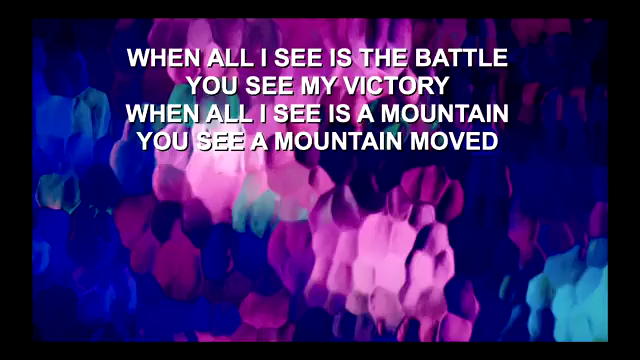 WHEN ALL I SEE IS THE BATTLE
YOU SEE MY VICTORY
WHEN ALL I SEE IS A MOUNTAIN
YOU SEE A MOUNTAIN MOVED